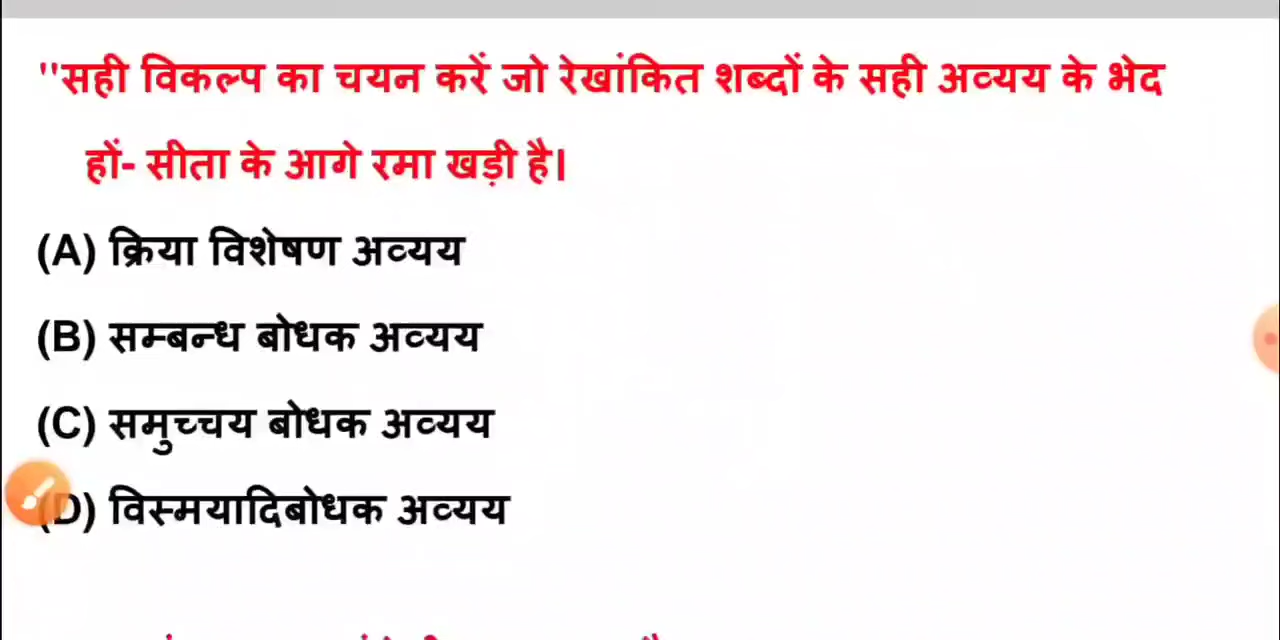 ''सही विकल्प का चयन करें जो रेखांकित शब्दों के सही अव्यय के भेद
हों- सीता के आगे रमा खड़ी है।
(A) क्रिया विशेषण अव्यय
(B) सम्बन्ध बोधक अव्यय
(C) समुच्चय बोधक अव्यय
(D) विस्मयादिबोधक अव्यय